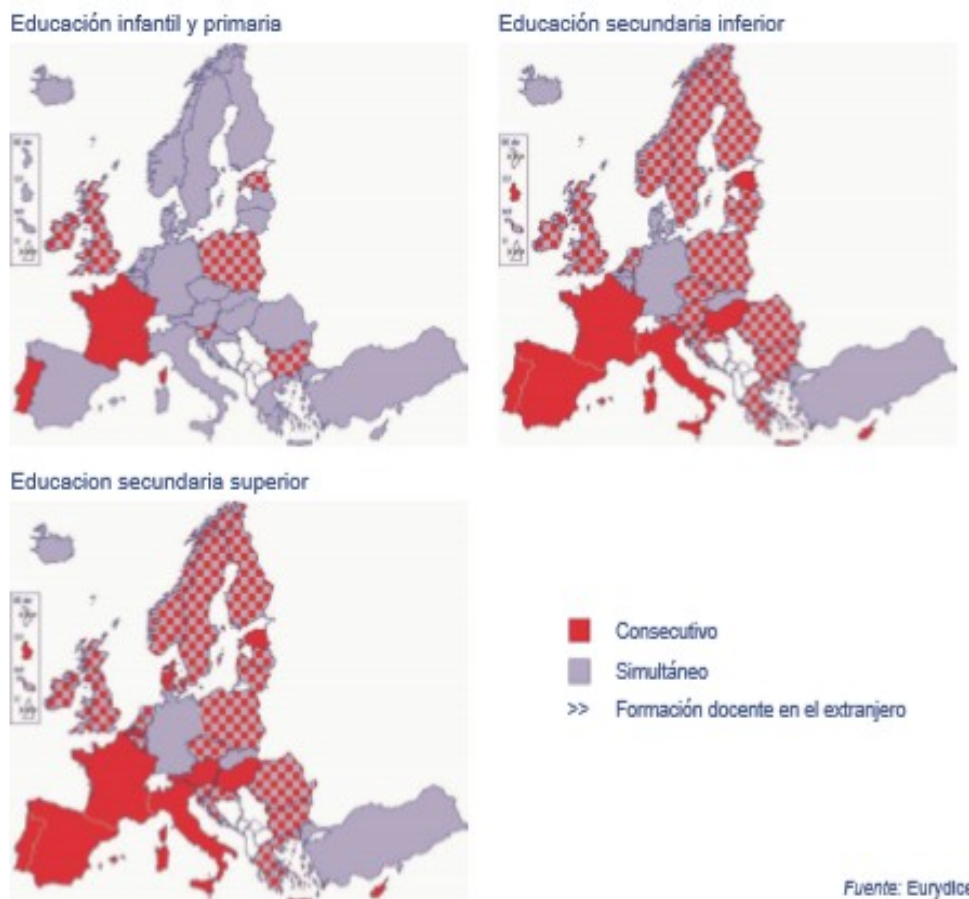 Educación infantil y primaria
Educación secundaria inferior
Educacion secundaria superior
Consecutivo
Simultáneo
>> Formación docente en el extranjero
Fuente: Eurydice